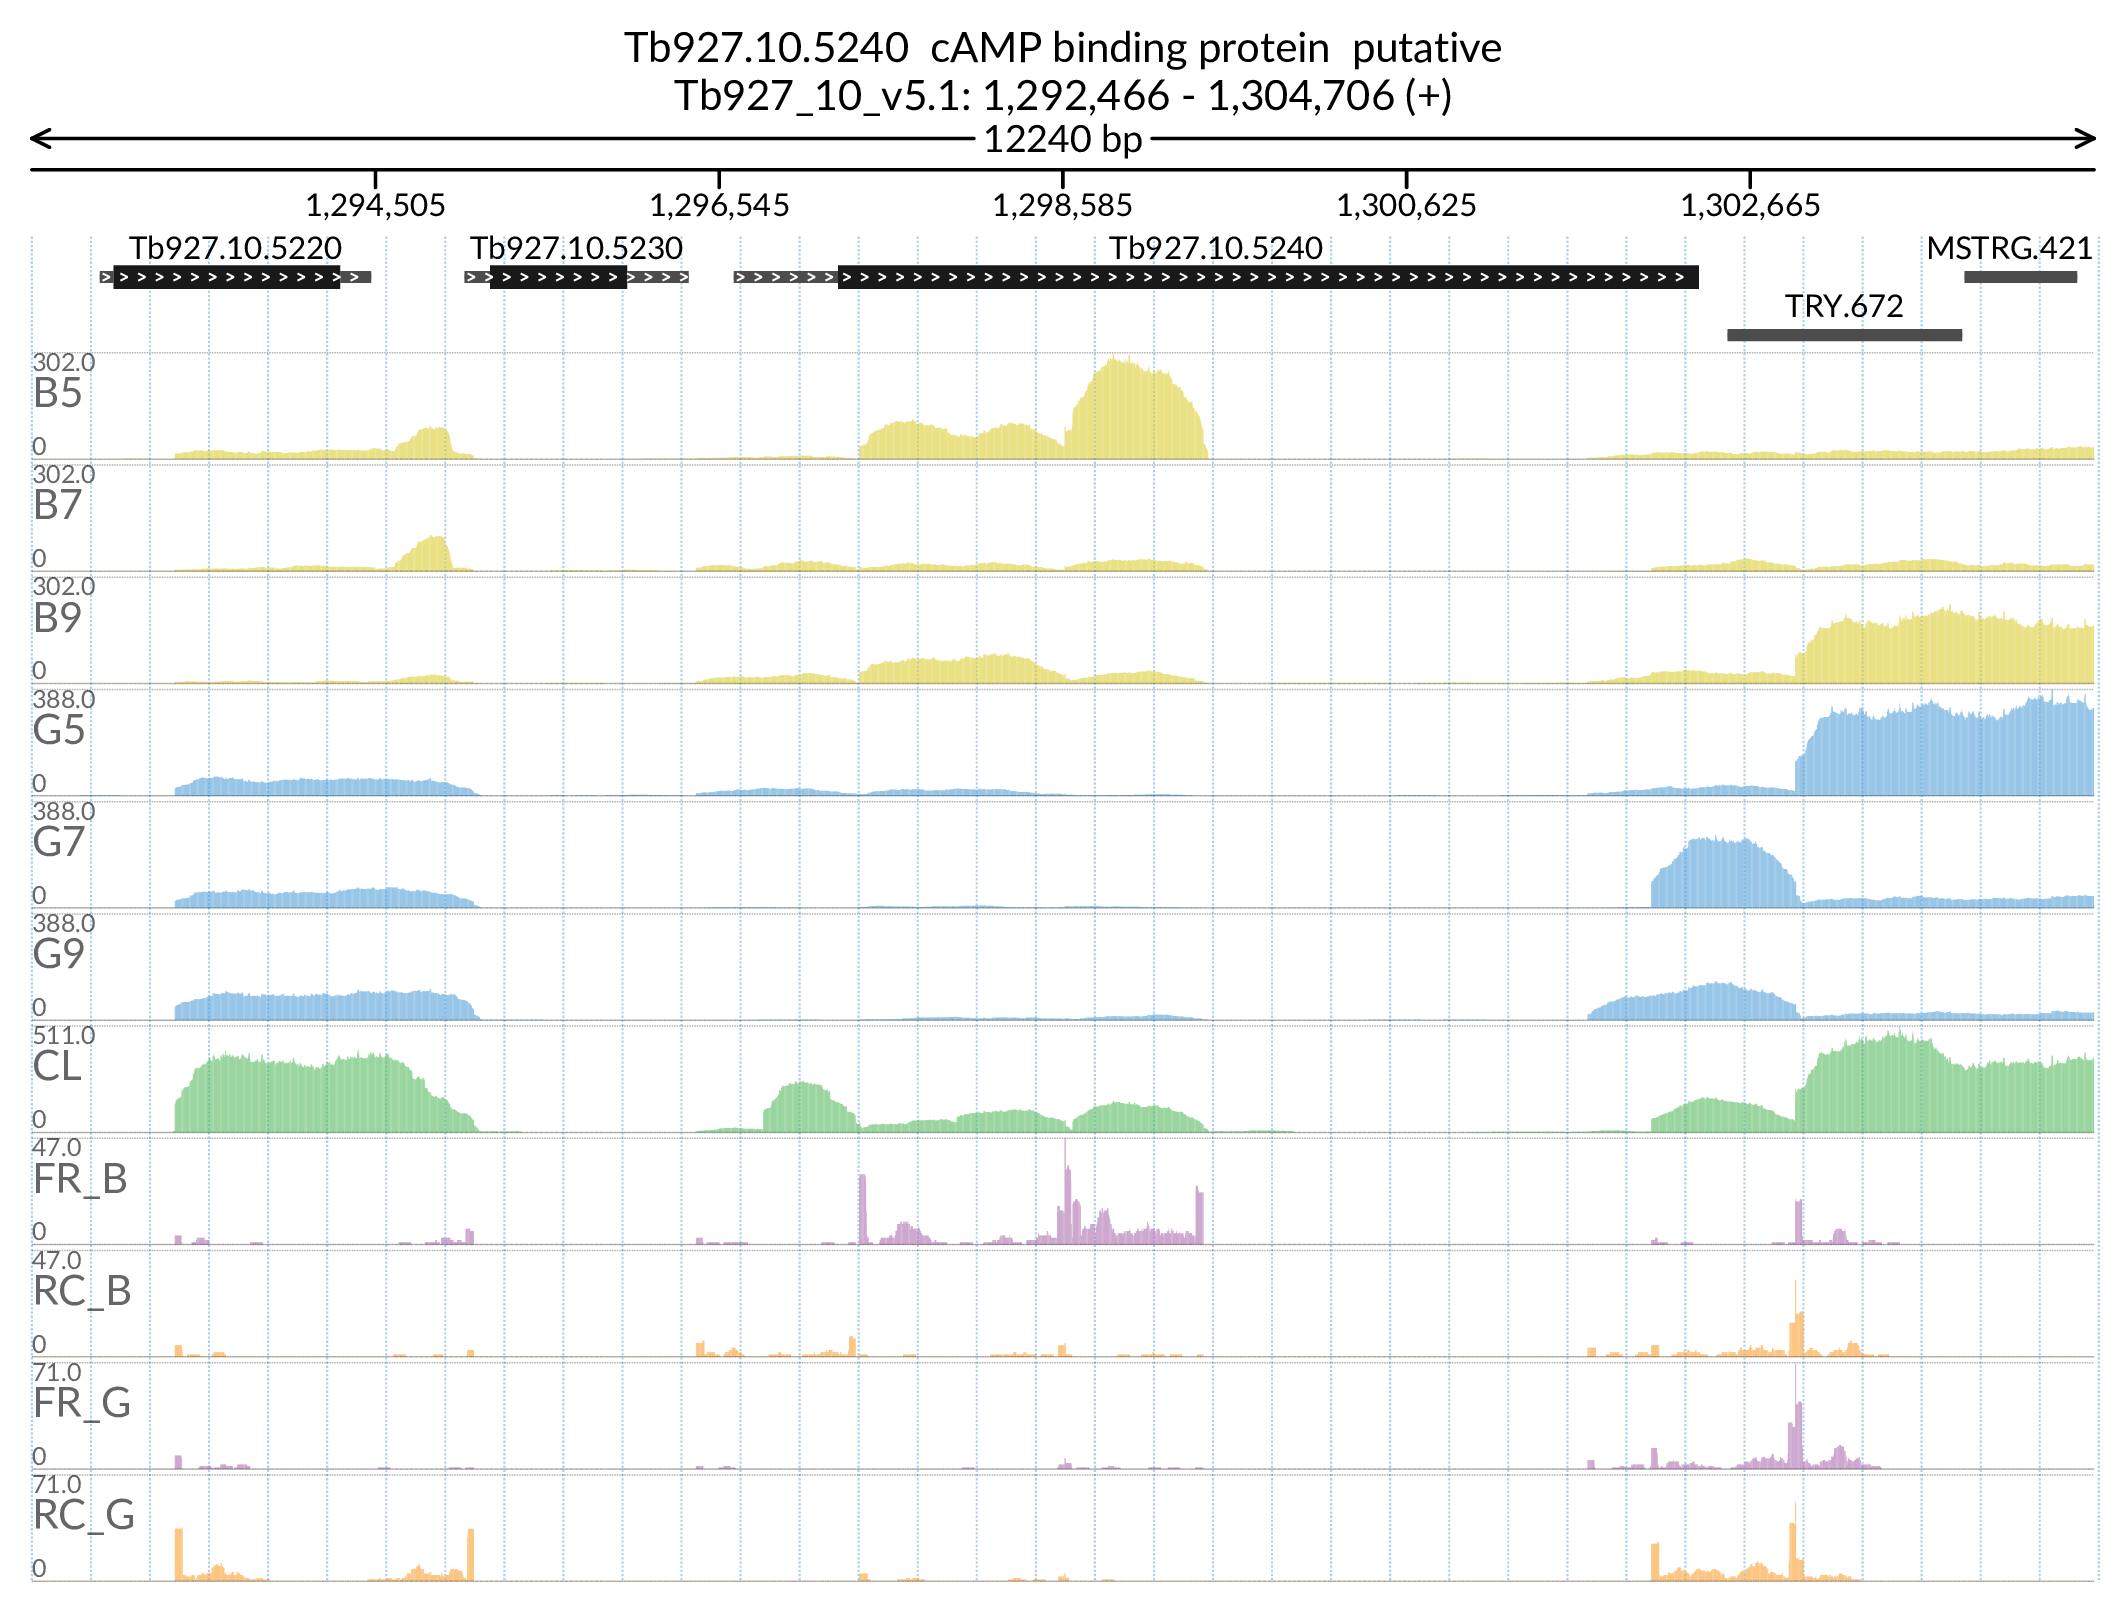 Tb927.10.5240  cAMP binding protein  putative
Tb927_10_v5.1: 1,292,466 - 1,304,706 (+)
12240 bp
1,294,505 1,296,545 1,298,585 1,300,625 1,302,665
Tb927.10.5220 Tb927.10.5230 Tb927.10.5240 MSTRG.421
TRY.672
302.0
B5
0
302.0
B7
0
302.0
B9
0
388.0
G5
0
388.0
G7
0
388.0
G9
0
511.0
CL
0
47.0
FR_B
0
47.0
RC_B
0
71.0
FR_G
0
71.0
RC_G
0